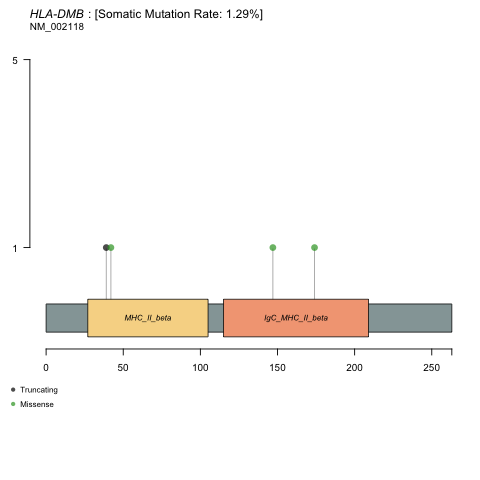 HLA-DMB : [Somatic Mutation Rate: 1.29%]
NM_002118
5
1
MHC_II_beta
IgC_MHC_II_beta
0 50 100 150 200 250
Truncating
Missense